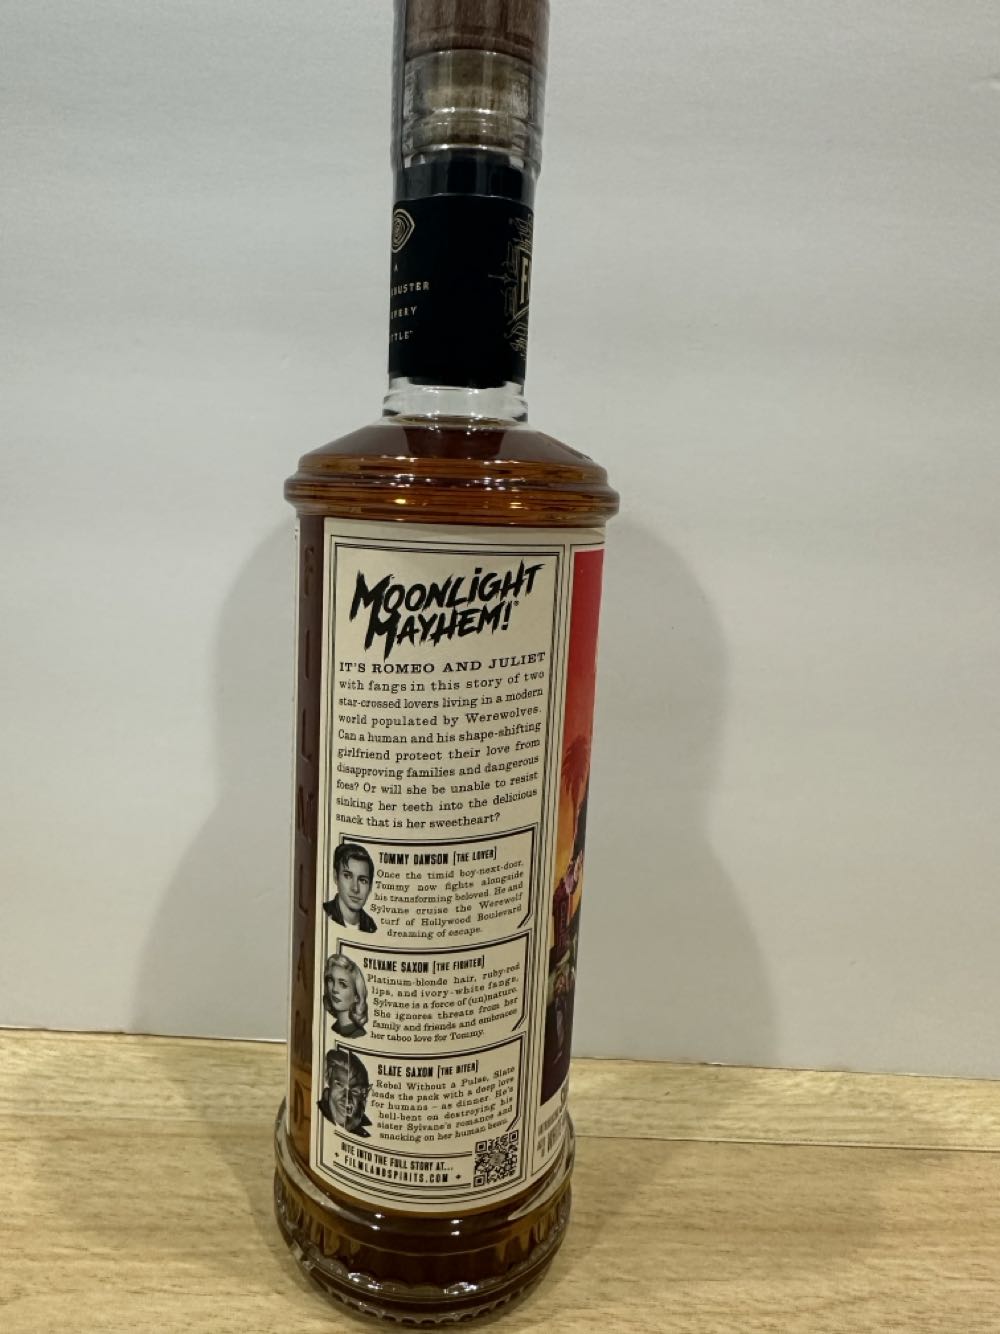 A
TTLE
FILMLAND
MOONLIGHT
MAYHEM!®
IT'S ROMEO AND JULIET
with fangs in this story of two
star-crossed lovers living in a modern
world populated by Werewolves.
Can a human and his shape-shifting
girlfriend protect their love from
disapproving families and dangerous
foes? Or will she be unable to resist
sinking her teeth into the delicious
snack that is her sweetheart?
TOMMY DAWSON [THE LOVER]
Once the timid boy-next-door,
Tommy now fights alongside
his transforming beloved. He and
Sylvane cruise the Werewolf
turf of Hollywood Boulevard
dreaming of escape.
SYLVANE SAXON [THE FIGHTER]
Platinum-blonde hair, ruby-red
lips, and ivory-white fangs,
Sylvane is a force of (un)nature.
She ignores threats from her
family and friends and embraces
her taboo love for Tommy.
SLATE SAXON [THE BITER]
Rebel Without a Pulse, Slate
leads the pack with a deep love
for humans – as dinner. He's
hell-bent on destroying his
sister Sylvane's romance and
snacking on her human beau.
BITE INTO THE FULL STORY AT...
FILMLANDSPIRITS.COM